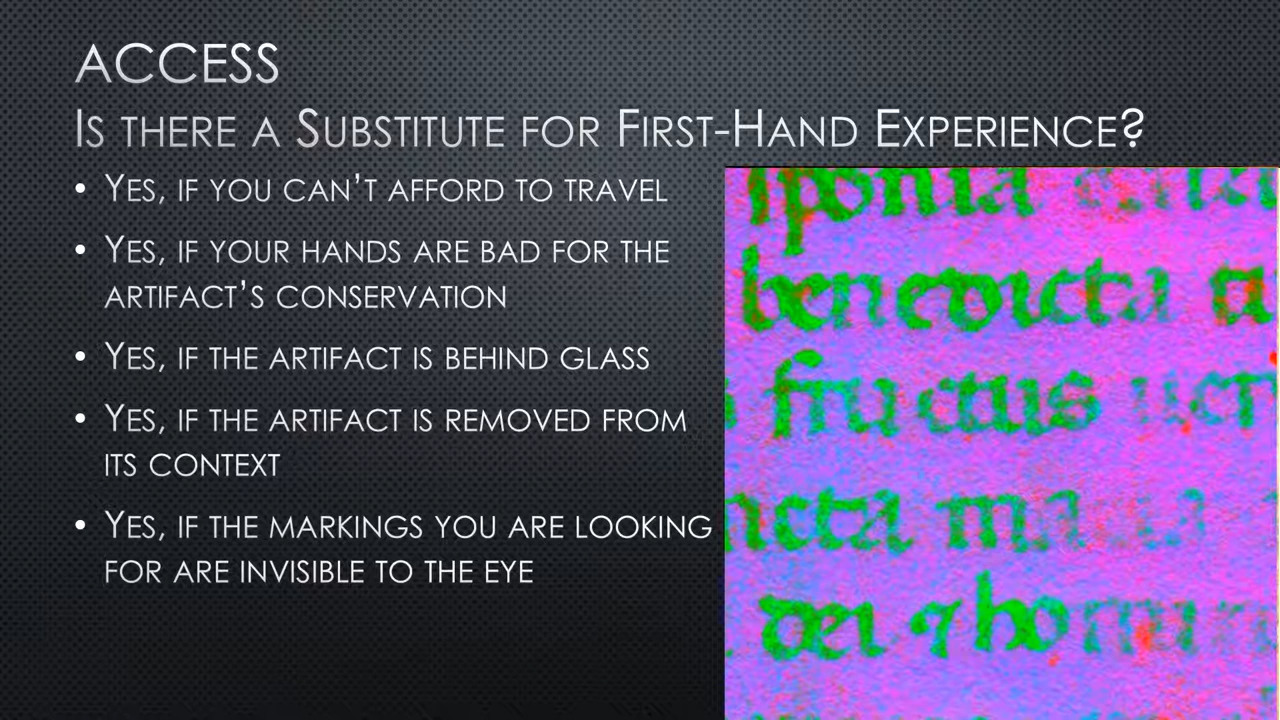 ACCESS
IS THERE A SUBSTITUTE FOR FIRST-HAND EXPERIENCE?
• YES, IF YOU CAN’T AFFORD TO TRAVEL
• YES, IF YOUR HANDS ARE BAD FOR THE
ARTIFACT’S CONSERVATION
• YES, IF THE ARTIFACT IS BEHIND GLASS
• YES, IF THE ARTIFACT IS REMOVED FROM
ITS CONTEXT
• YES, IF THE MARKINGS YOU ARE LOOKING
FOR ARE INVISIBLE TO THE EYE
benedicta
fructus
dei ⁊ ho